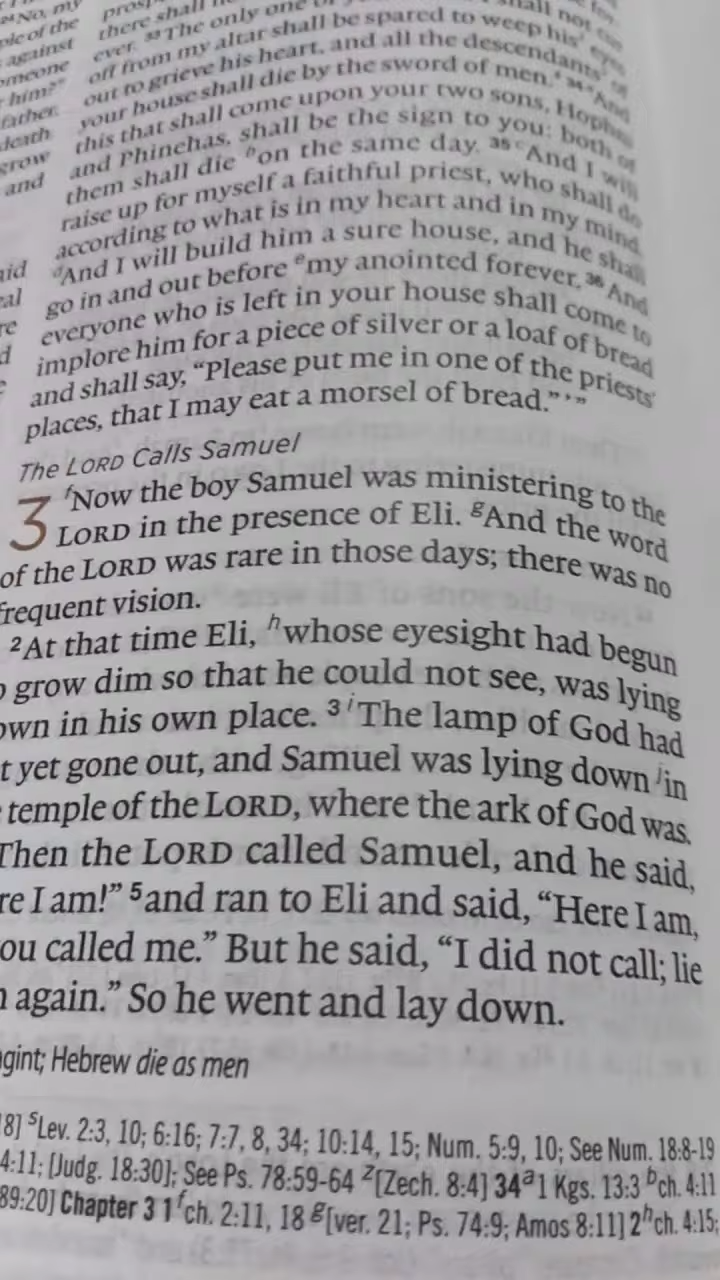 24 No, my
ple of the
against
omeone
him?"
father,
death
grow
and
aid
re
d
there shall
ever. 33 The only one of
off from my altar shall be spared to weep his eyes
out to grieve his heart, and all the descendants of
your house shall die by the sword of men. 34 And
this that shall come upon your two sons, Hophni
and Phinehas, shall be the sign to you: both of
them shall die b on the same day. 35 c And I will
raise up for myself a faithful priest, who shall do
according to what is in my heart and in my mind.
d And I will build him a sure house, and he shall
go in and out before e my anointed forever. 36 And
everyone who is left in your house shall come to
implore him for a piece of silver or a loaf of bread
and shall say, “Please put me in one of the priests’
places, that I may eat a morsel of bread.” ’ ”
The LORD Calls Samuel
3 f Now the boy Samuel was ministering to the
LORD in the presence of Eli. g And the word
of the LORD was rare in those days; there was no
frequent vision.
2 At that time Eli, h whose eyesight had begun
o grow dim so that he could not see, was lying
own in his own place. 3 i The lamp of God had
t yet gone out, and Samuel was lying down j in
temple of the LORD, where the ark of God was.
Then the LORD called Samuel, and he said,
re I am!” 5 and ran to Eli and said, “Here I am,
ou called me.” But he said, “I did not call; lie
n again.” So he went and lay down.
gint; Hebrew die as men
8] s Lev. 2:3, 10; 6:16; 7:7, 8, 34; 10:14, 15; Num. 5:9, 10; See Num. 18:8-19
4:11; [Judg. 18:30]; See Ps. 78:59-64 z [Zech. 8:4] 34 a 1 Kgs. 13:3 b ch. 4:11
89:20] Chapter 3 1 f ch. 2:11, 18 g [ver. 21; Ps. 74:9; Amos 8:11] 2 h ch. 4:15;